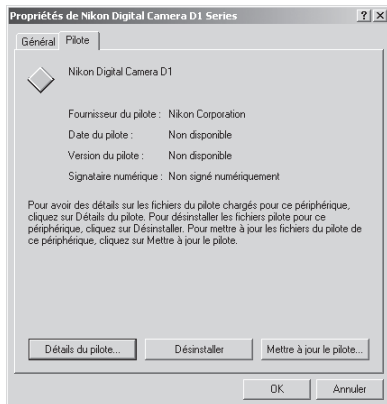 Propriétés de Nikon Digital Camera D1 Series
Général Pilote
Nikon Digital Camera D1
Fournisseur du pilote : Nikon Corporation
Date du pilote : Non disponible
Version du pilote : Non disponible
Signataire numérique : Non signé numériquement
Pour avoir des détails sur les fichiers du pilote chargés pour ce périphérique,
cliquez sur Détails du pilote. Pour désinstaller les fichiers pilote pour ce
périphérique, cliquez sur Désinstaller. Pour mettre à jour les fichiers du pilote de
ce périphérique, cliquez sur Mettre à jour le pilote.
Détails du pilote... Désinstaller Mettre à jour le pilote...
OK Annuler